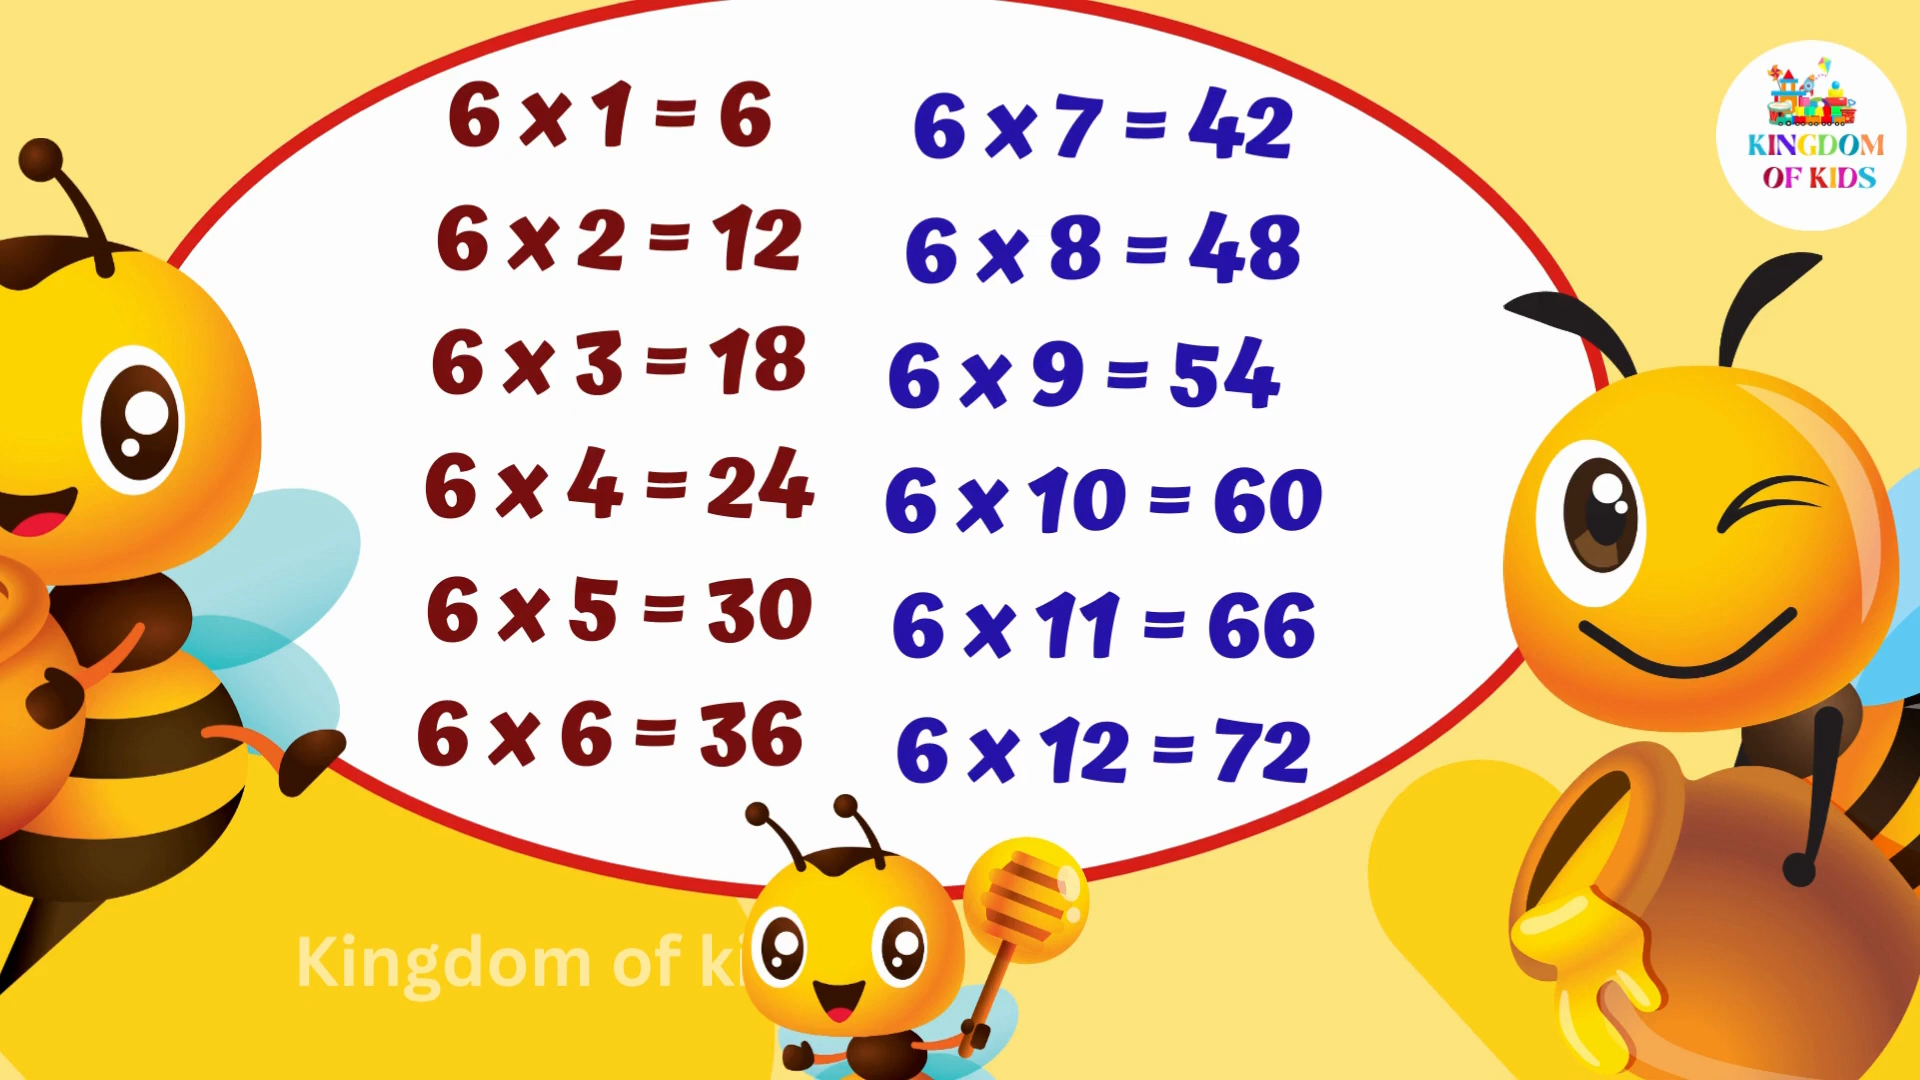 6 x 1 = 6
6 x 2 = 12
6 x 3 = 18
6 x 4 = 24
6 x 5 = 30
6 x 6 = 36
6 x 7 = 42
6 x 8 = 48
6 x 9 = 54
6 x 10 = 60
6 x 11 = 66
6 x 12 = 72
KINGDOM
OF KIDS
Kingdom of ki